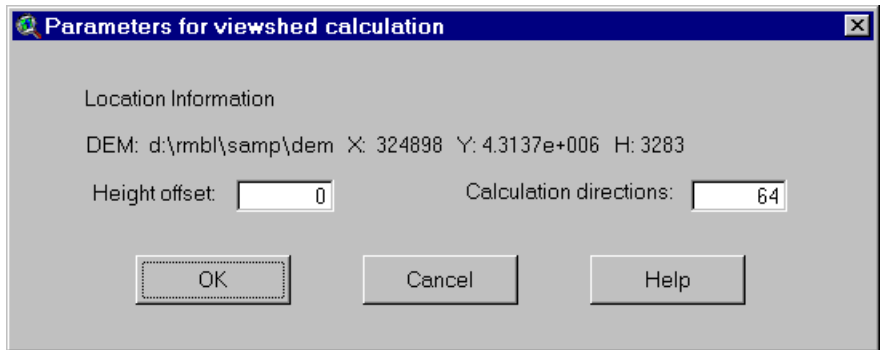 Parameters for viewshed calculation
Location Information
DEM: d:\rmbl\samp\dem X: 324898 Y: 4.3137e+006 H: 3283
Height offset: 0 Calculation directions: 64
OK Cancel Help